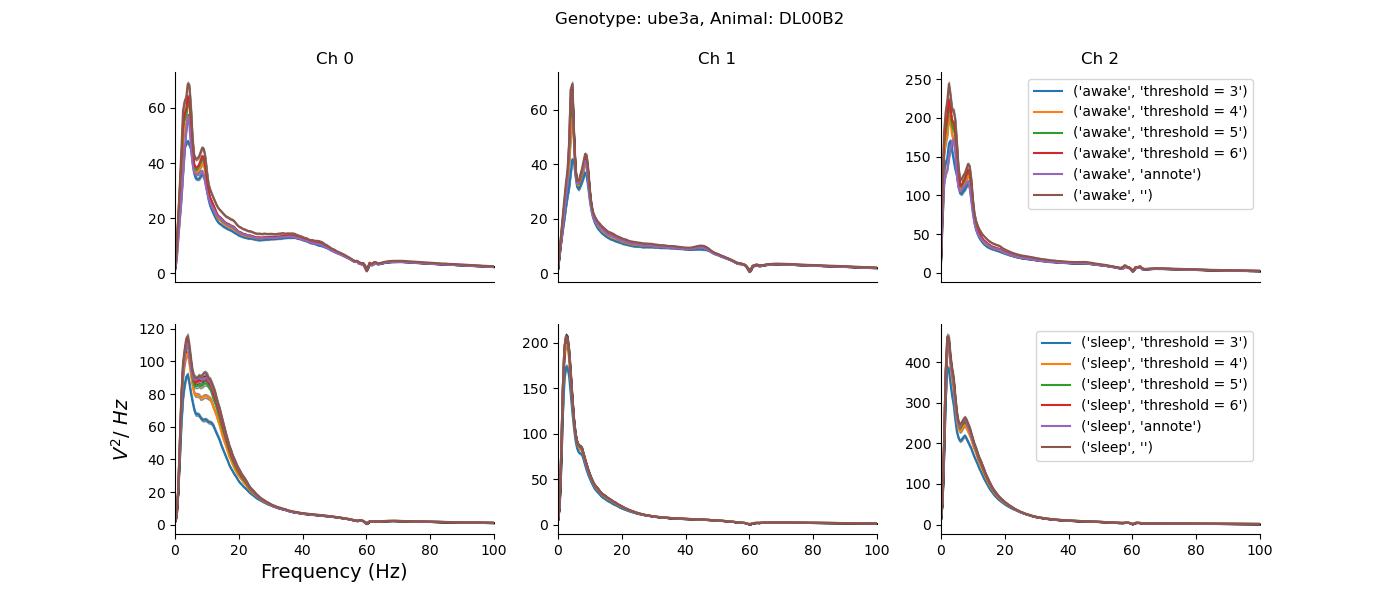 Genotype: ube3a, Animal: DL00B2
Ch 0
Ch 1
Ch 2
60
40
20
0
60
40
20
0
250
200
150
100
50
0
('awake', 'threshold = 3')
('awake', 'threshold = 4')
('awake', 'threshold = 5')
('awake', 'threshold = 6')
('awake', 'annote')
('awake', '')
V²/ Hz
120
100
80
60
40
20
0
0 20 40 60 80 100
Frequency (Hz)
200
150
100
50
0
0 20 40 60 80 100
400
300
200
100
0
0 20 40 60 80 100
('sleep', 'threshold = 3')
('sleep', 'threshold = 4')
('sleep', 'threshold = 5')
('sleep', 'threshold = 6')
('sleep', 'annote')
('sleep', '')